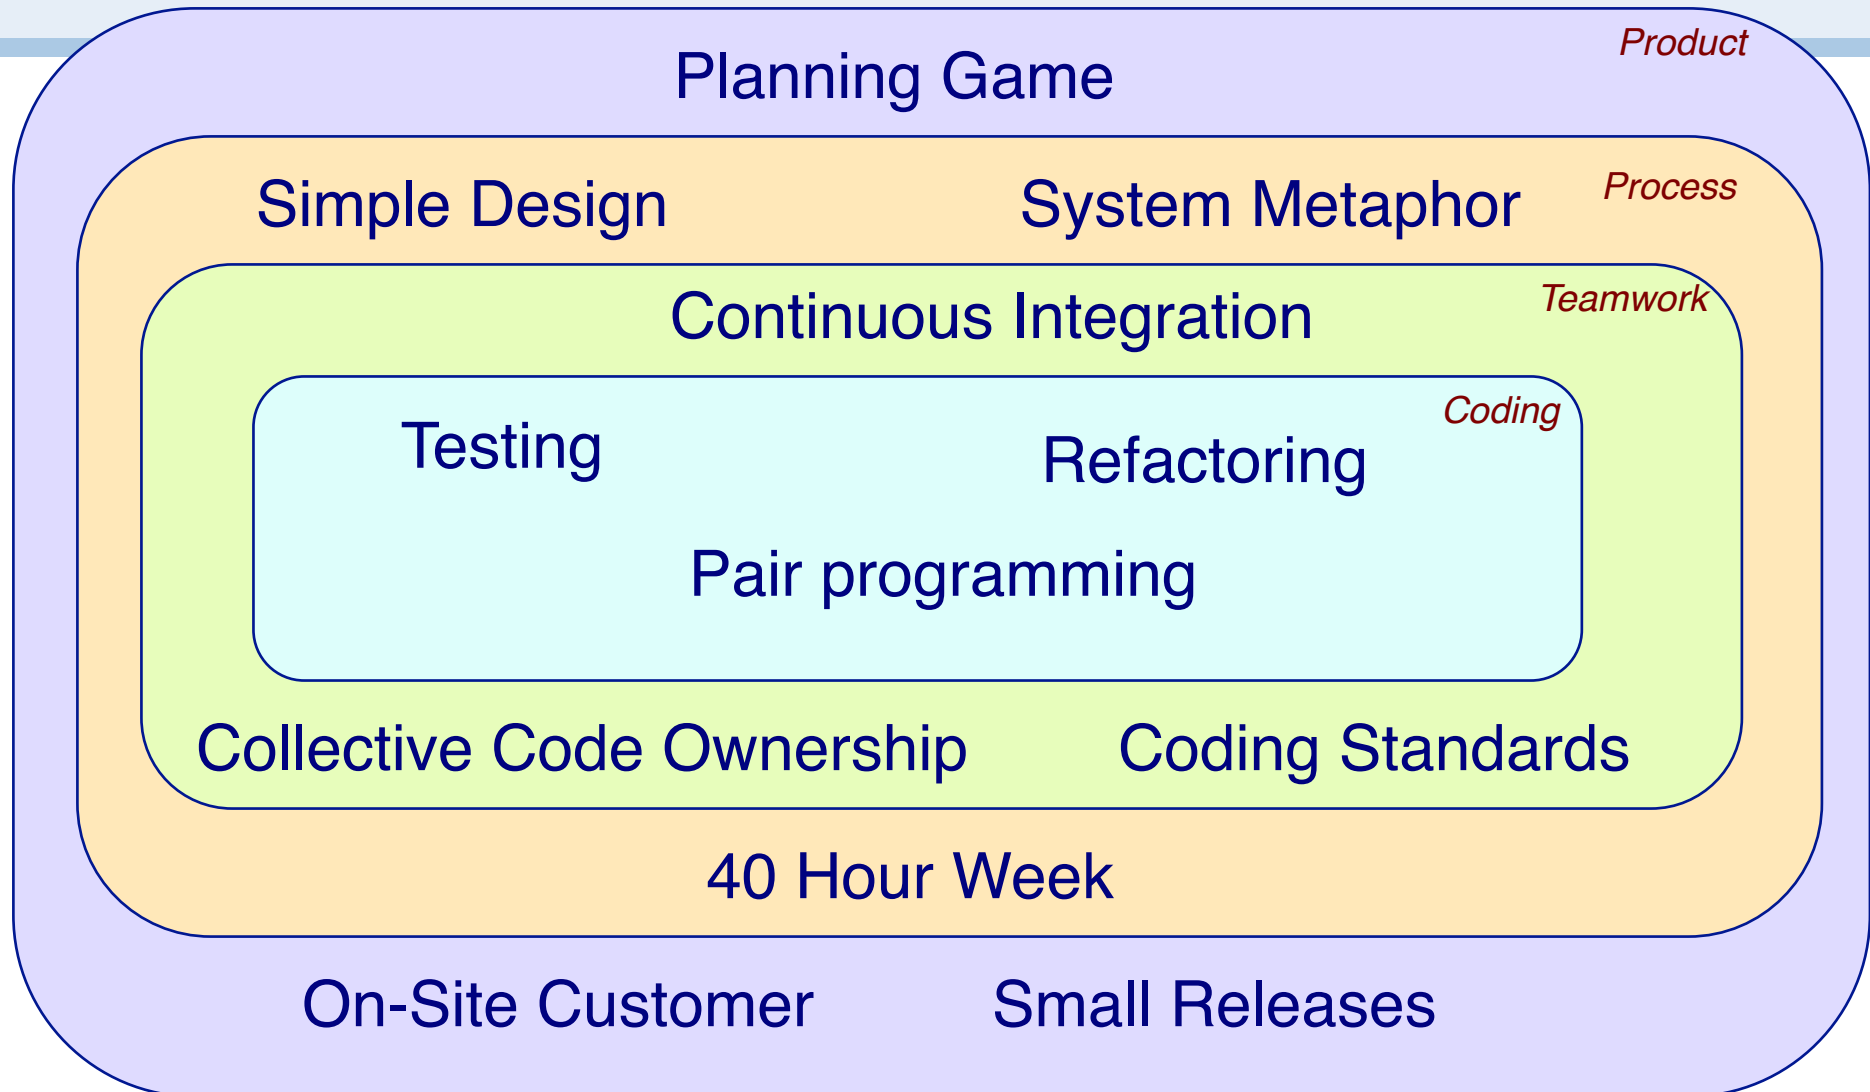 Product
Planning Game
Simple Design
System Metaphor
Process
Teamwork
Continuous Integration
Coding
Testing
Refactoring
Pair programming
Collective Code Ownership
Coding Standards
40 Hour Week
On-Site Customer
Small Releases